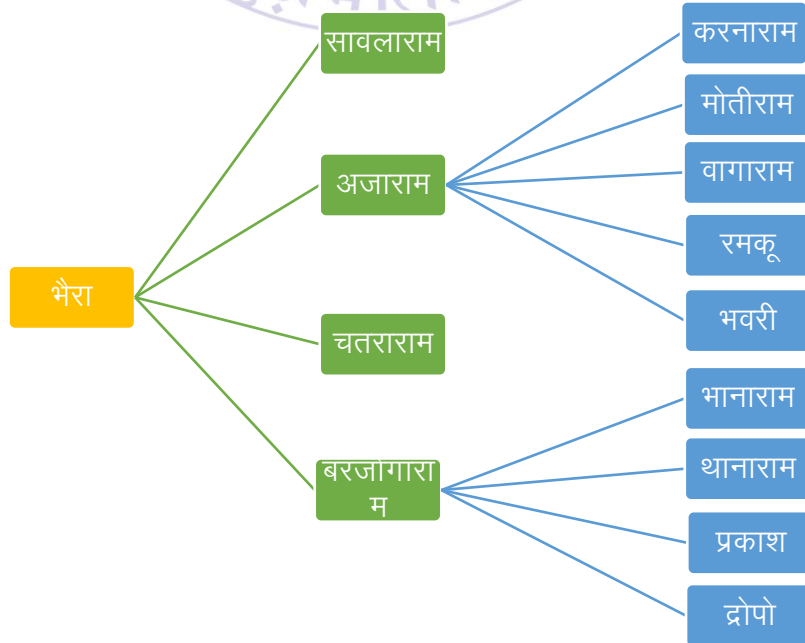 सावलाराम
करनाराम
मोतीराम
अजाराम
वागाराम
रमकू
भैरा
भवरी
चतराराम
भानाराम
बरजोगारा
म
थानाराम
प्रकाश
द्रोपो